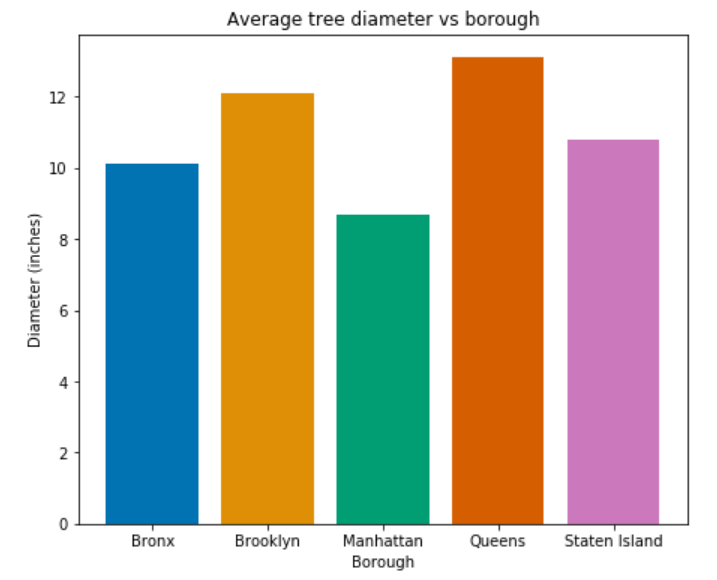 Average tree diameter vs borough
Diameter (inches)
12
10
8
6
4
2
0
Bronx Brooklyn Manhattan Queens Staten Island
Borough